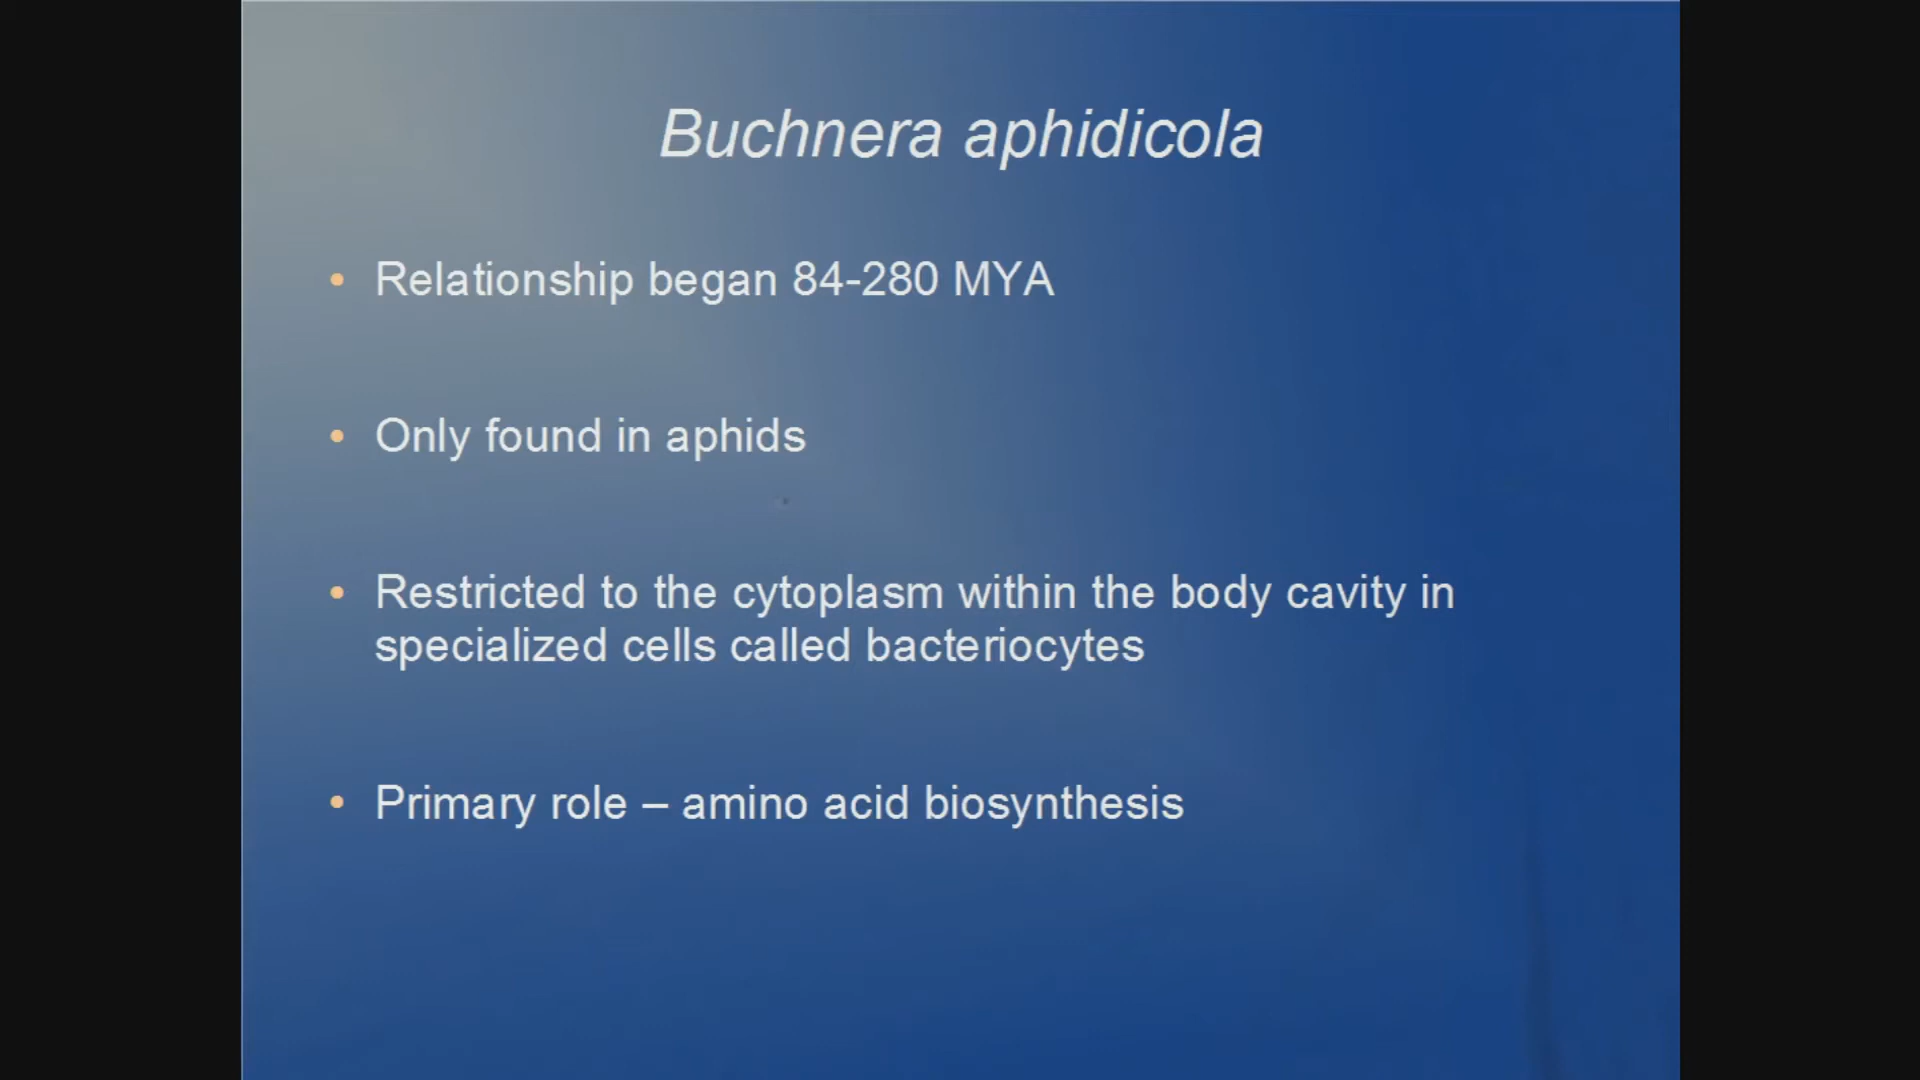 Buchnera aphidicola
• Relationship began 84-280 MYA
• Only found in aphids
• Restricted to the cytoplasm within the body cavity in
specialized cells called bacteriocytes
• Primary role – amino acid biosynthesis